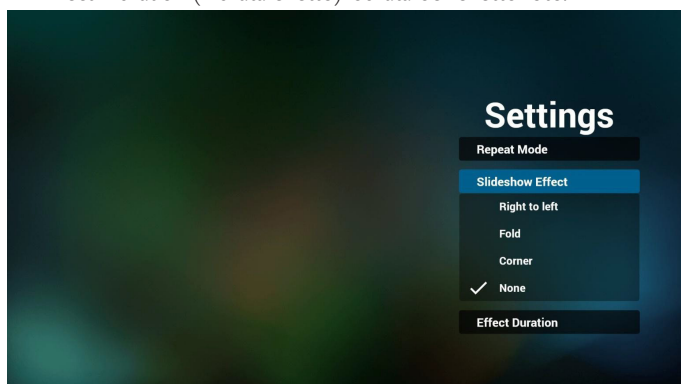 Settings
Repeat Mode
Slideshow Effect
Right to left
Fold
Corner
None
Effect Duration